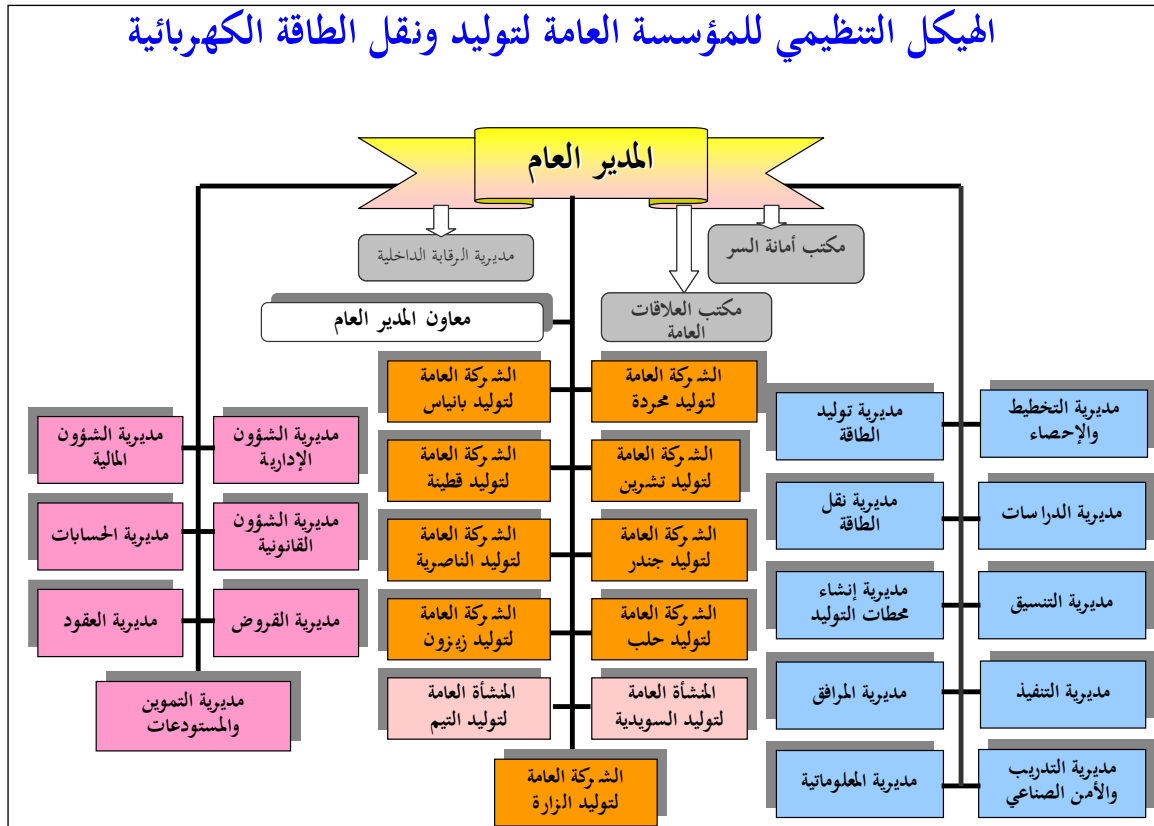 الهيكل التنظيمي للمؤسسة العامة لتوليد ونقل الطاقة الكهربائية
المدير العام
مكتب أمانة السر
مديرية الرقابة الداخلية
مكتب العلاقات
العامة
معاون المدير العام
مديرية التخطيط
والإحصاء
مديرية توليد
الطاقة
مديرية الدراسات
مديرية نقل
الطاقة
مديرية التنسيق
مديرية إنشاء
محطات التوليد
مديرية التنفيذ
مديرية المرافق
مديرية التدريب
والأمن الصناعي
مديرية المعلوماتية
الشركة العامة
لتوليد محردة
الشركة العامة
لتوليد بانياس
الشركة العامة
لتوليد تشرين
الشركة العامة
لتوليد قطينة
الشركة العامة
لتوليد جندر
الشركة العامة
لتوليد الناصرية
الشركة العامة
لتوليد حلب
الشركة العامة
لتوليد زيزون
المنشأة العامة
لتوليد السويدية
المنشأة العامة
لتوليد التيم
الشركة العامة
لتوليد الزارة
مديرية الشؤون
الإدارية
مديرية الشؤون
المالية
مديرية الشؤون
القانونية
مديرية الحسابات
مديرية القروض
مديرية العقود
مديرية التموين
والمستودعات